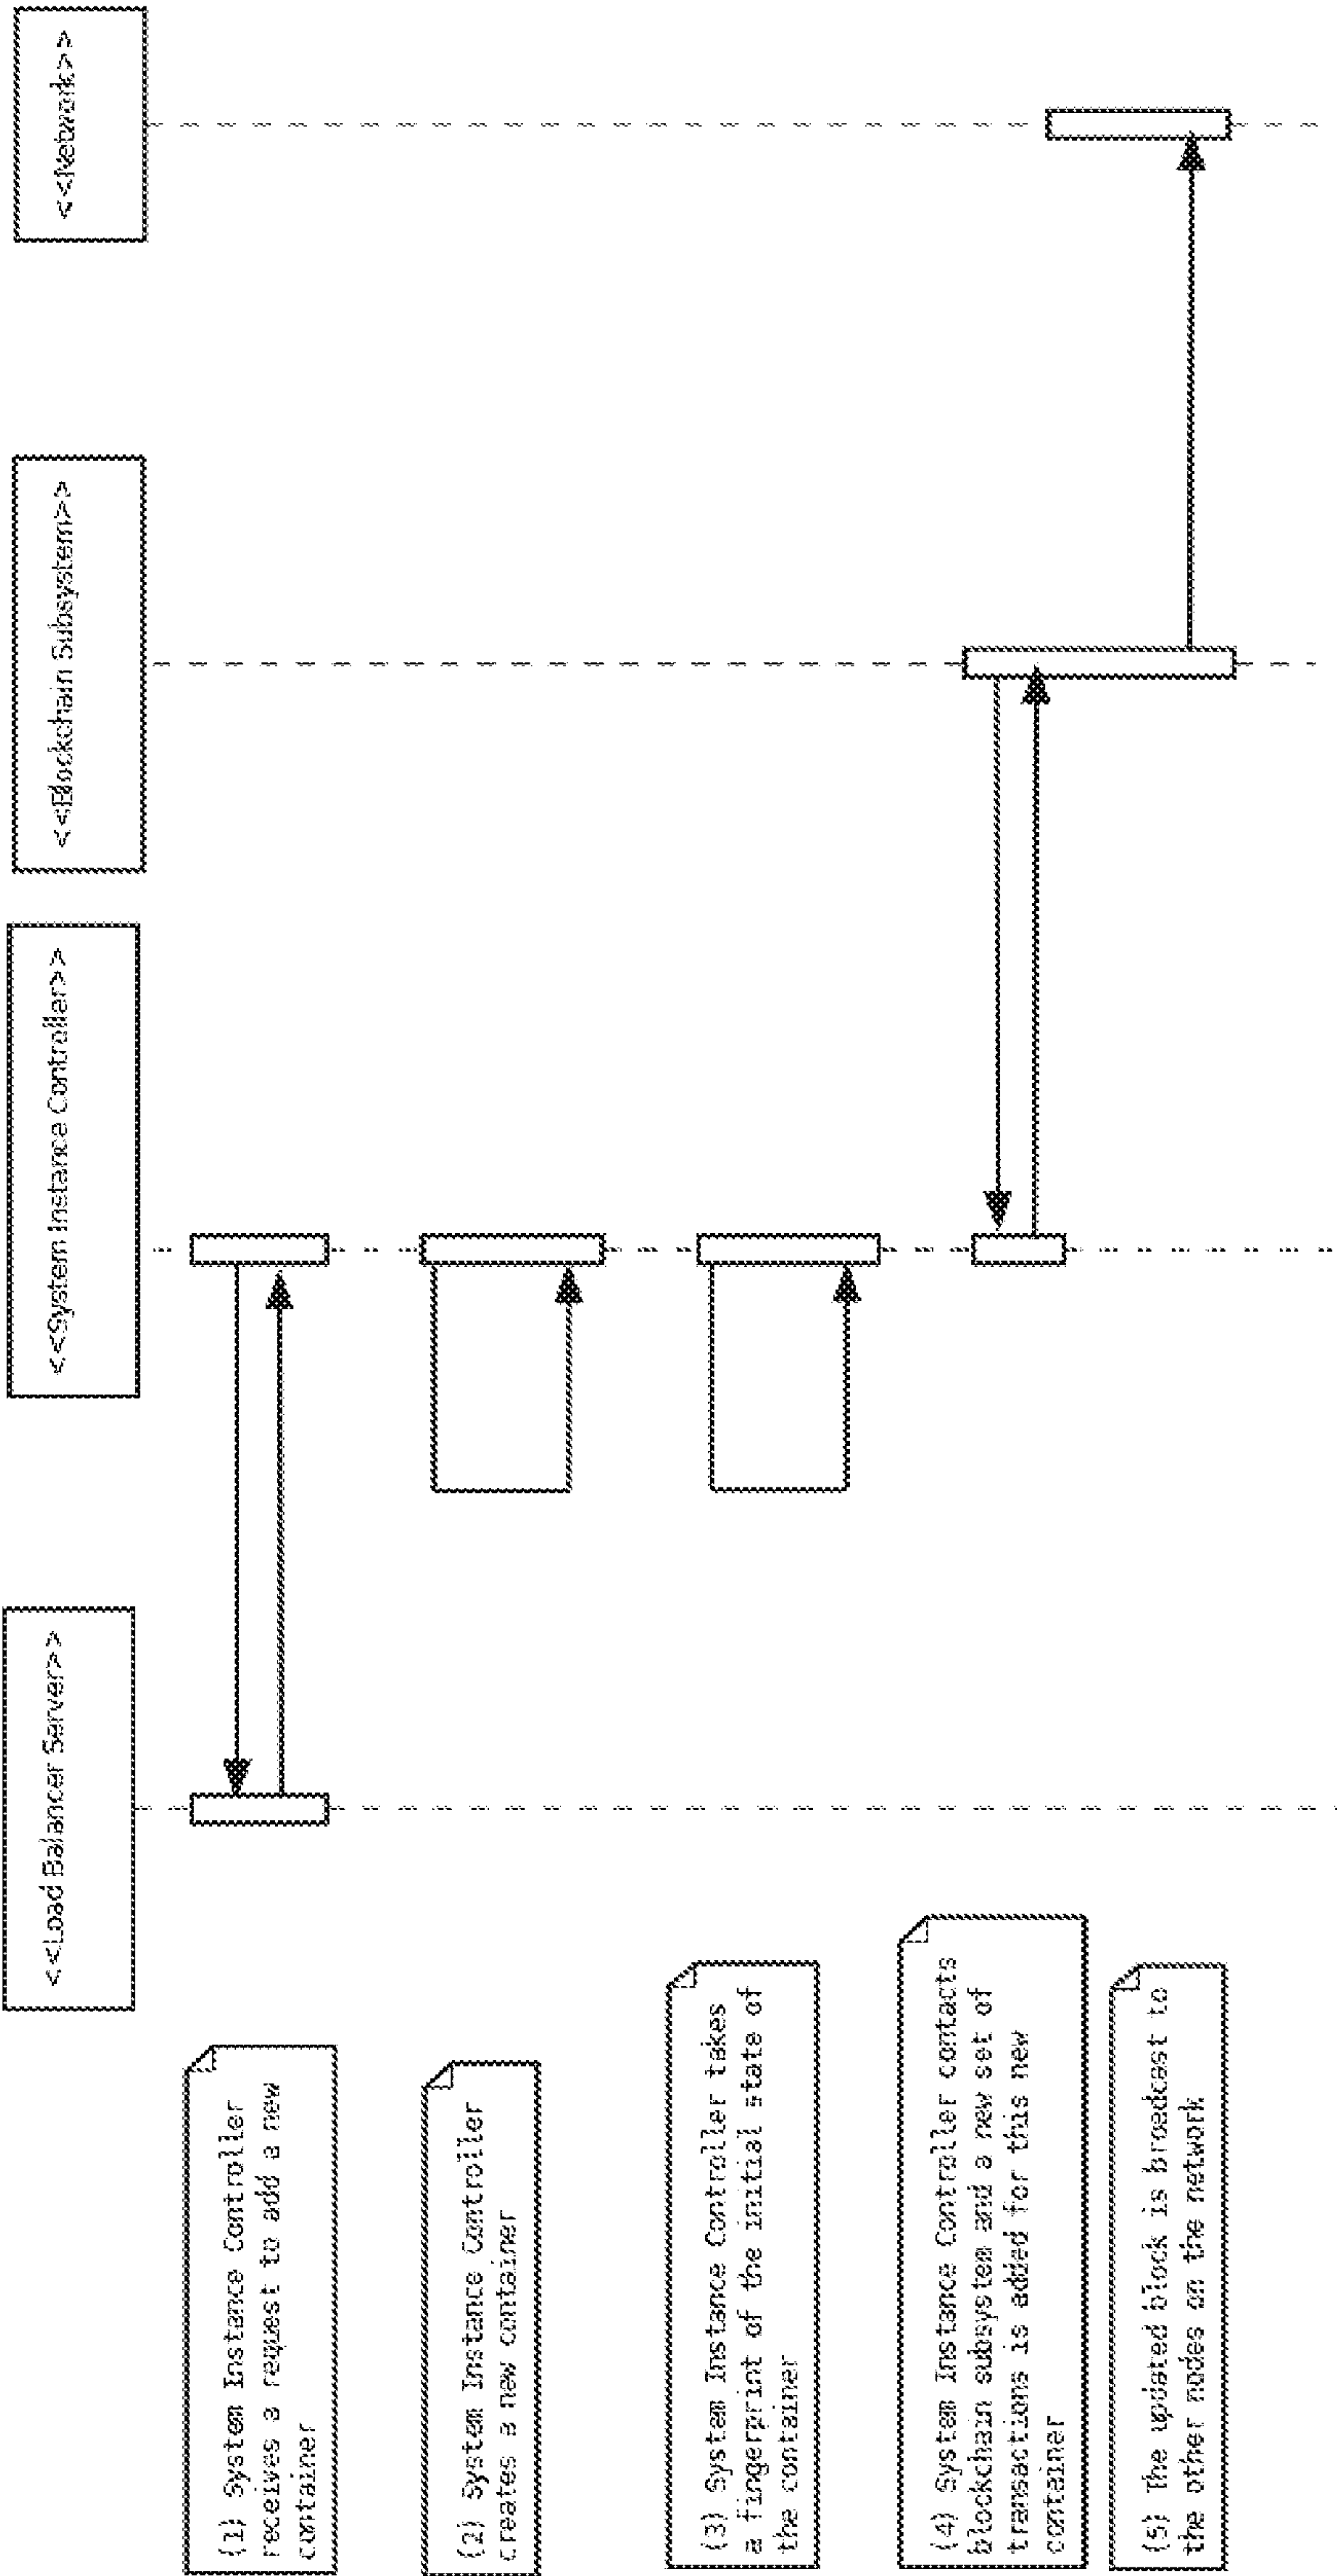 <<Load Balancer Server>>
<<System Instance Controller>>
<<Blockchain Subsystem>>
<<Network>>
(1) System Instance Controller
receives a request to add a new
container
(2) System Instance Controller
creates a new container
(3) System Instance Controller takes
a fingerprint of the initial state of
the container
(4) System Instance Controller contacts
blockchain subsystem and a new set of
transactions is added for this new
container
(5) The updated block is broadcast to
the other nodes on the network